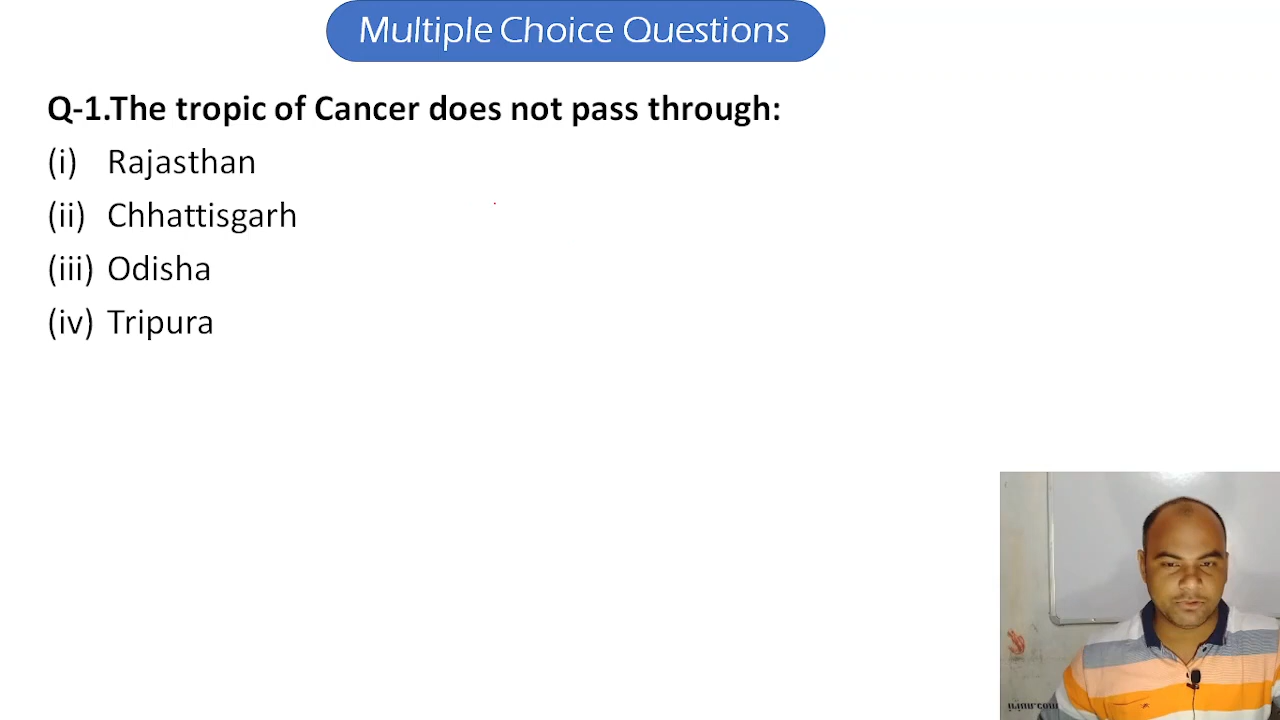 Multiple Choice Questions
Q-1.The tropic of Cancer does not pass through:
(i) Rajasthan
(ii) Chhattisgarh
(iii) Odisha
(iv) Tripura